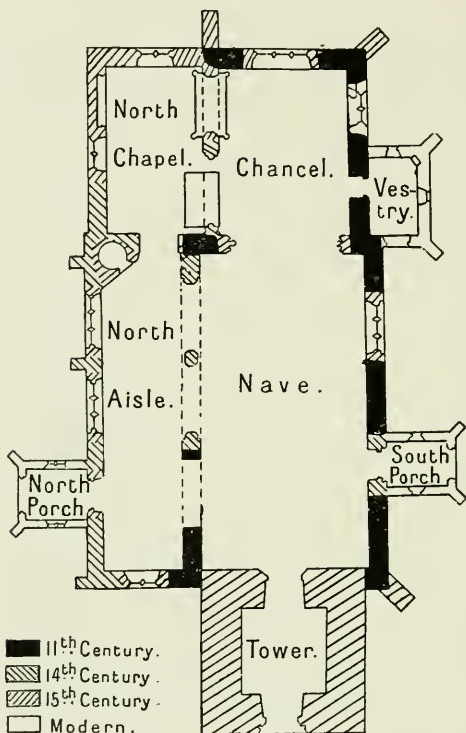 North
Chapel.
Chancel.
Ves-
try.
North
Aisle.
Nave.
North
Porch
South
Porch
Tower.
11th Century.
14th Century.
15th Century.
Modern.